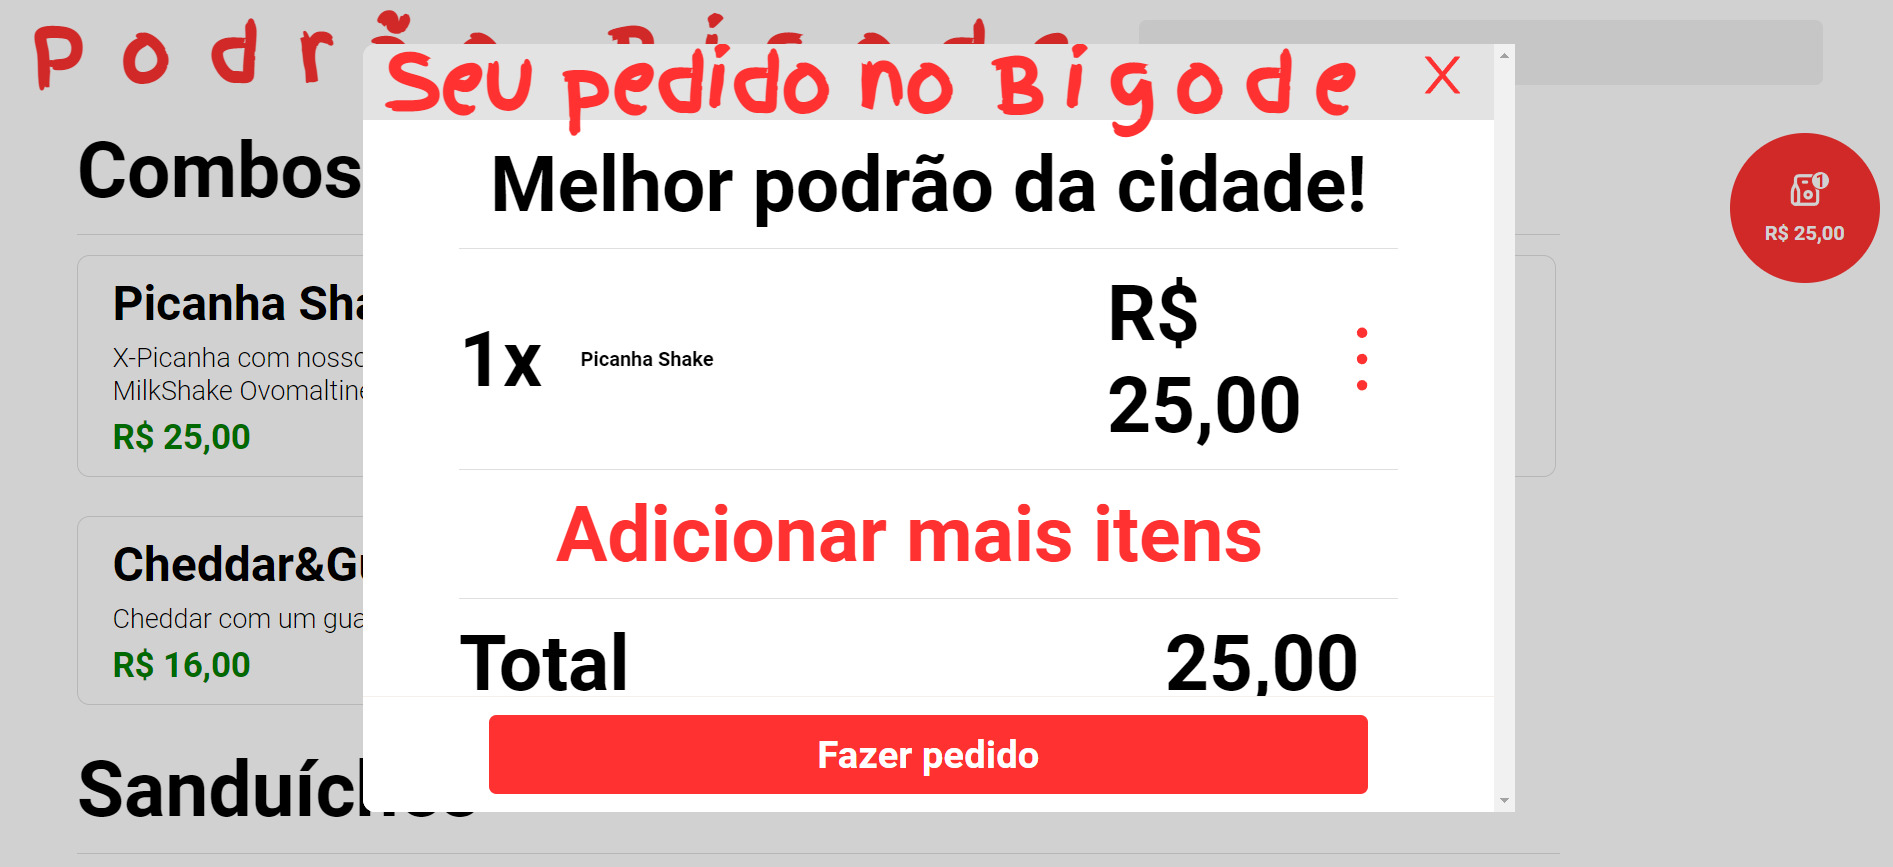 Seu pedido no Bigode
X
Combos
Melhor podrão da cidade!
1
R$ 25,00
Picanha Sha
X-Picanha com nosso
MilkShake Ovomaltine
R$ 25,00
1x
Picanha Shake
R$
25,00
Adicionar mais itens
Cheddar&Gu
Cheddar com um gua
R$ 16,00
Total
25,00
Fazer pedido